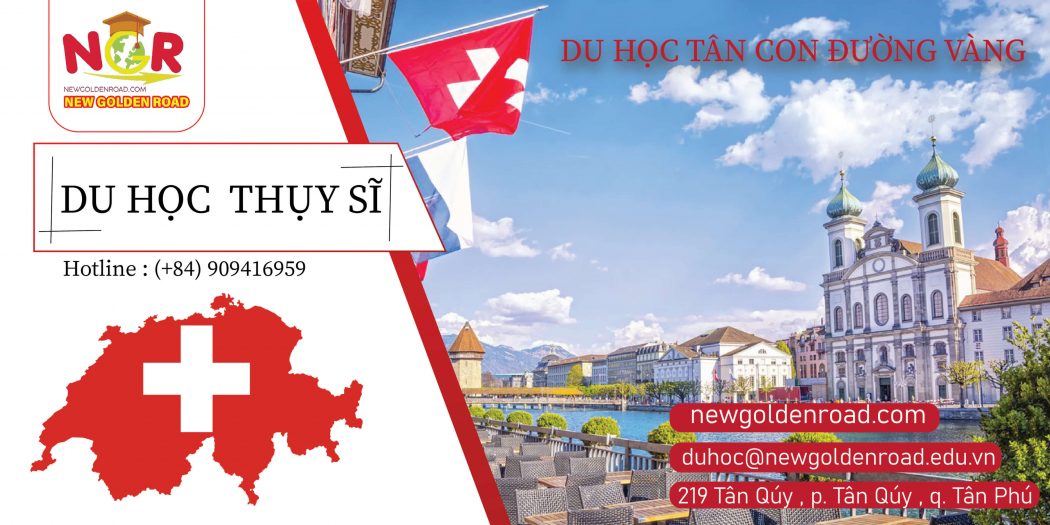 NGR
NEWGOLDENROAD.COM
NEW GOLDEN ROAD
DU HỌC TÂN CON ĐƯỜNG VÀNG
DU HỌC THỤY SĨ
Hotline : (+84) 909416959
newgoldenroad.com
duhoc@newgoldenroad.edu.vn
219 Tân Qúy , p. Tân Qúy , q. Tân Phú